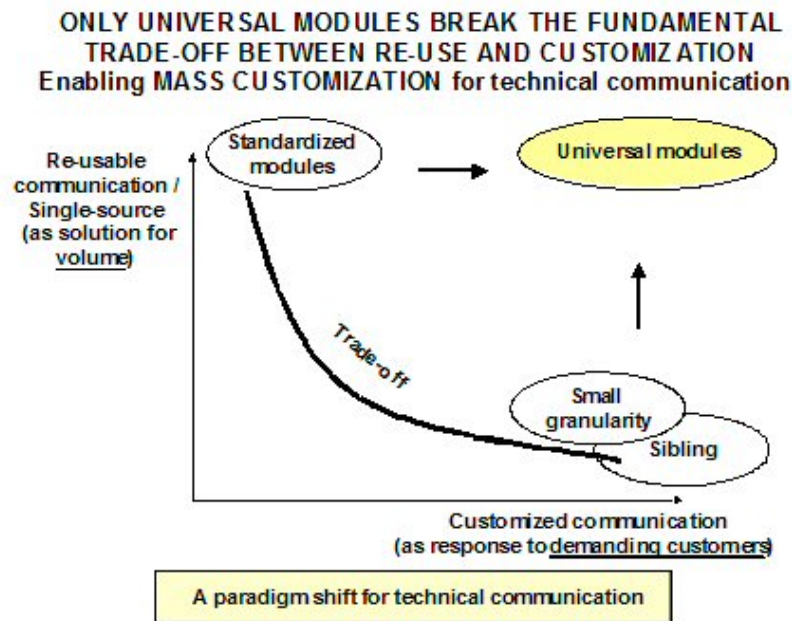 ONLY UNIVERSAL MODULES BREAK THE FUNDAMENTAL
TRADE-OFF BETWEEN RE-USE AND CUSTOMIZATION
Enabling MASS CUSTOMIZATION for technical communication
Standardized
modules
Universal modules
Re-usable
communication /
Single-source
(as solution for
volume)
Trade-off
Small
granularity
Sibling
Customized communication
(as response to demanding customers)
A paradigm shift for technical communication